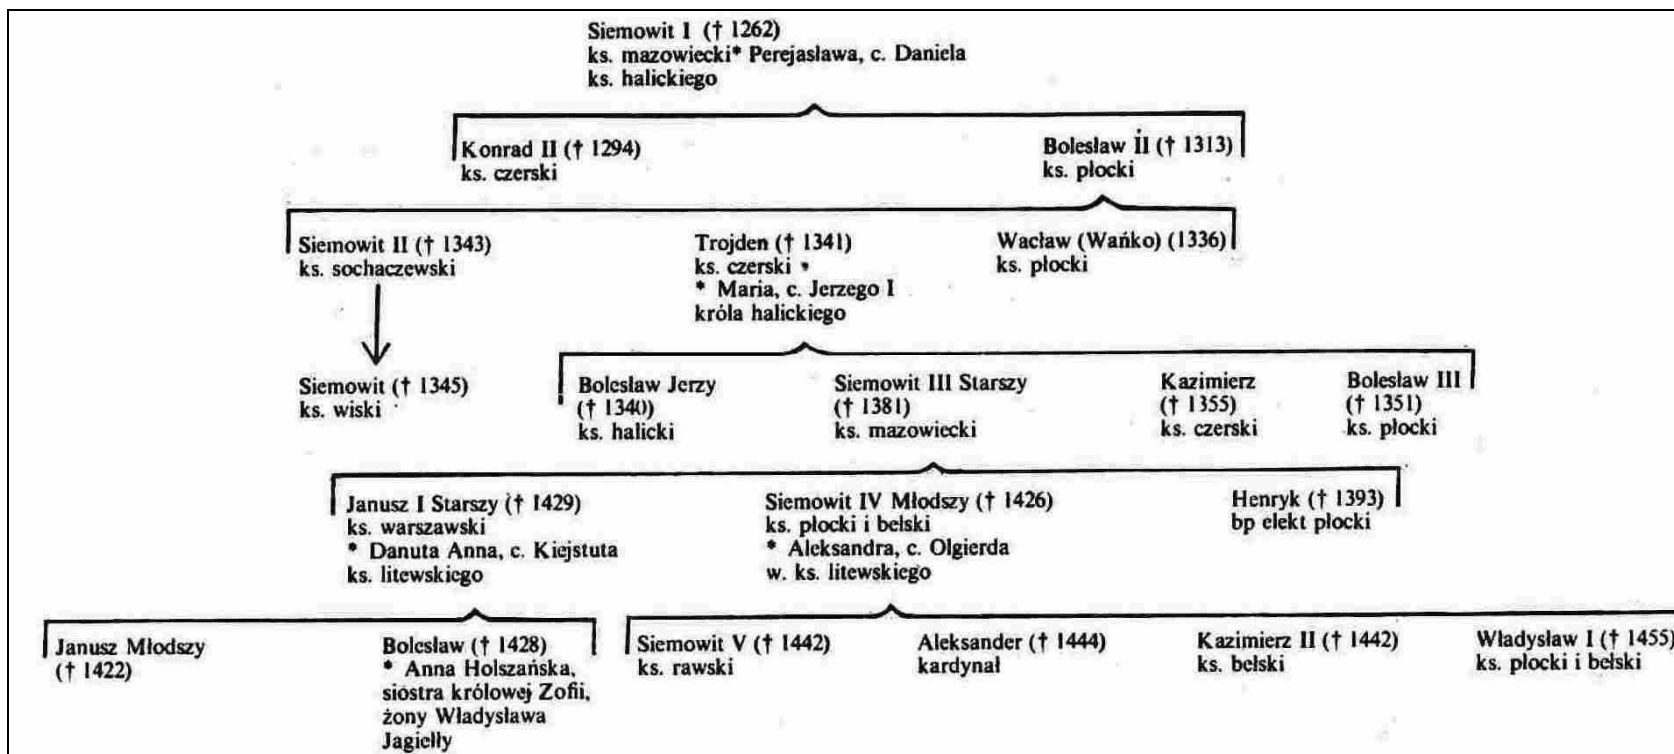 Siemowit I († 1262)
ks. mazowiecki* Perejasława, c. Daniela
ks. halickiego
Konrad II († 1294)
ks. czerski
Bolesław II († 1313)
ks. płocki
Siemowit II († 1343)
ks. sochaczewski
Trojden († 1341)
ks. czerski
* Maria, c. Jerzego I
króla halickiego
Wacław (Wańko) (1336)
ks. płocki
Siemowit († 1345)
ks. wiski
Bolesław Jerzy
(† 1340)
ks. halicki
Siemowit III Starszy
(† 1381)
ks. mazowiecki
Kazimierz
(† 1355)
ks. czerski
Bolesław III
(† 1351)
ks. płocki
Janusz I Starszy († 1429)
ks. warszawski
* Danuta Anna, c. Kiejstuta
ks. litewskiego
Siemowit IV Młodszy († 1426)
ks. płocki i bełski
* Aleksandra, c. Olgierda
w. ks. litewskiego
Henryk († 1393)
bp elekt płocki
Janusz Młodszy
(† 1422)
Bolesław († 1428)
* Anna Holszańska,
siostra królowej Zofii,
żony Władysława
Jagiełły
Siemowit V († 1442)
ks. rawski
Aleksander († 1444)
kardynał
Kazimierz II († 1442)
ks. bełski
Władysław I († 1455)
ks. płocki i bełski